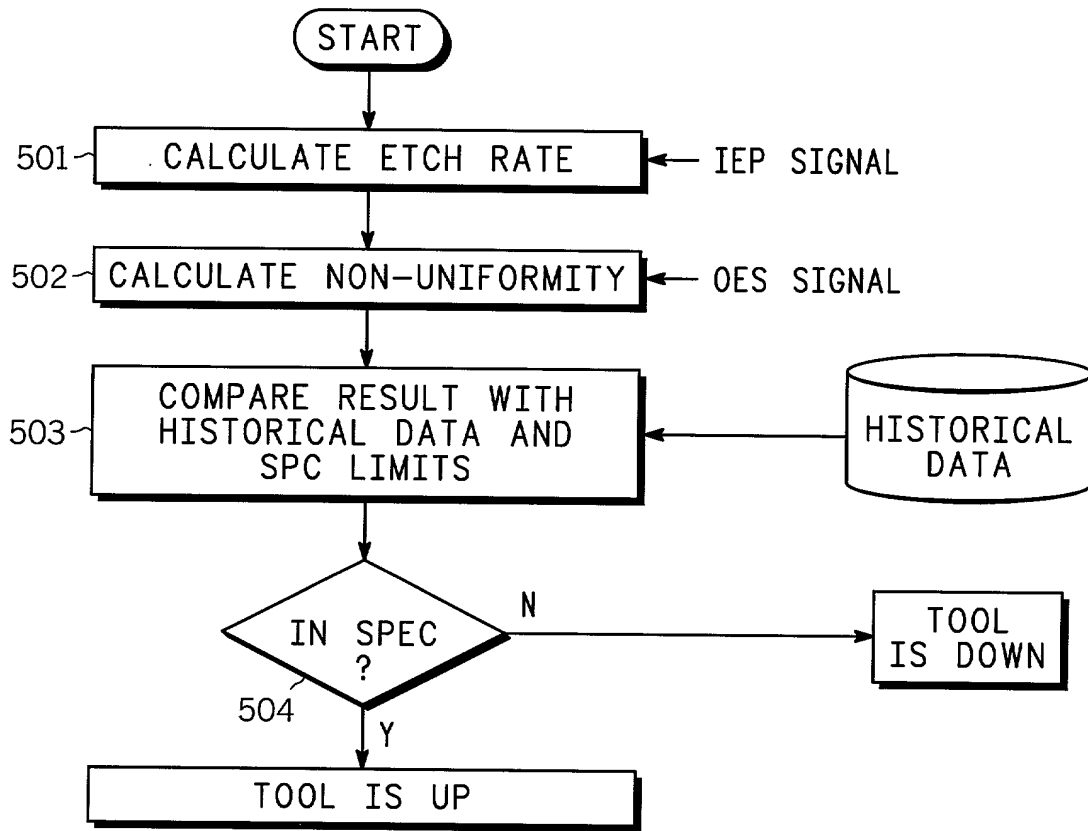 START
501
CALCULATE ETCH RATE
IEP SIGNAL
502
CALCULATE NON-UNIFORMITY
OES SIGNAL
503
COMPARE RESULT WITH
HISTORICAL DATA AND
SPC LIMITS
HISTORICAL
DATA
IN SPEC
?
504
N
TOOL
IS DOWN
Y
TOOL IS UP